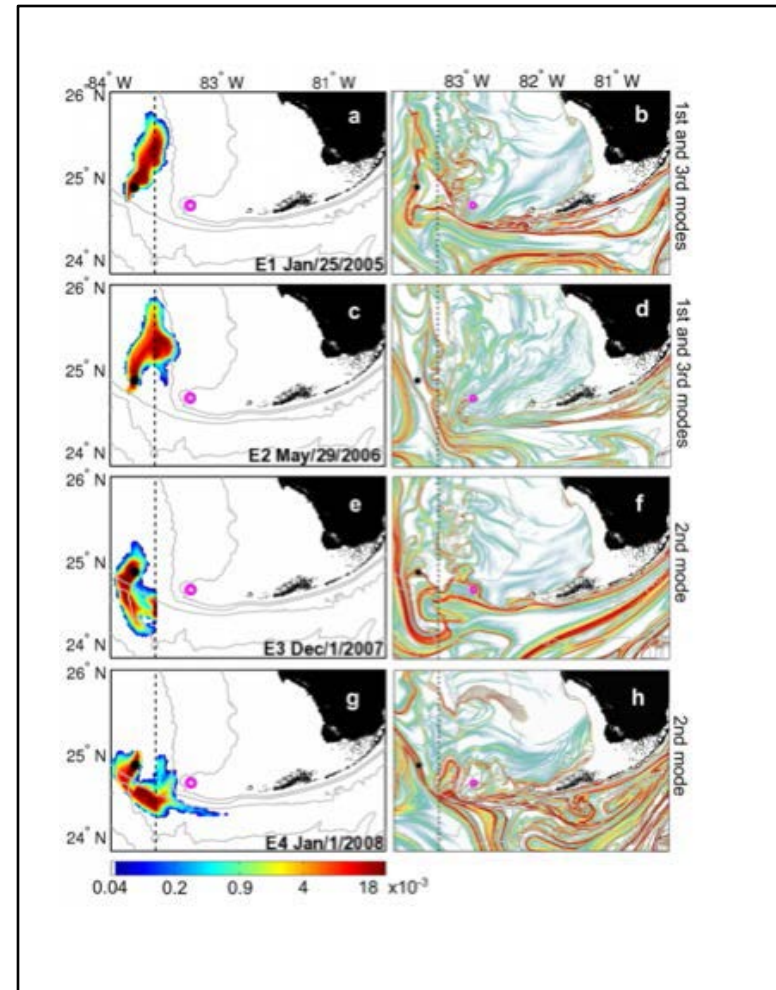 84° W 83° W 81° W 83° W 82° W 81° W
26° N
a
b
25° N
24° N
E1 Jan/25/2005
1st and 3rd modes
26° N
c
d
25° N
24° N
E2 May/29/2006
1st and 3rd modes
26° N
e
f
25° N
24° N
E3 Dec/1/2007
2nd mode
26° N
g
h
25° N
24° N
E4 Jan/1/2008
2nd mode
0.04 0.2 0.9 4 18 x10-3